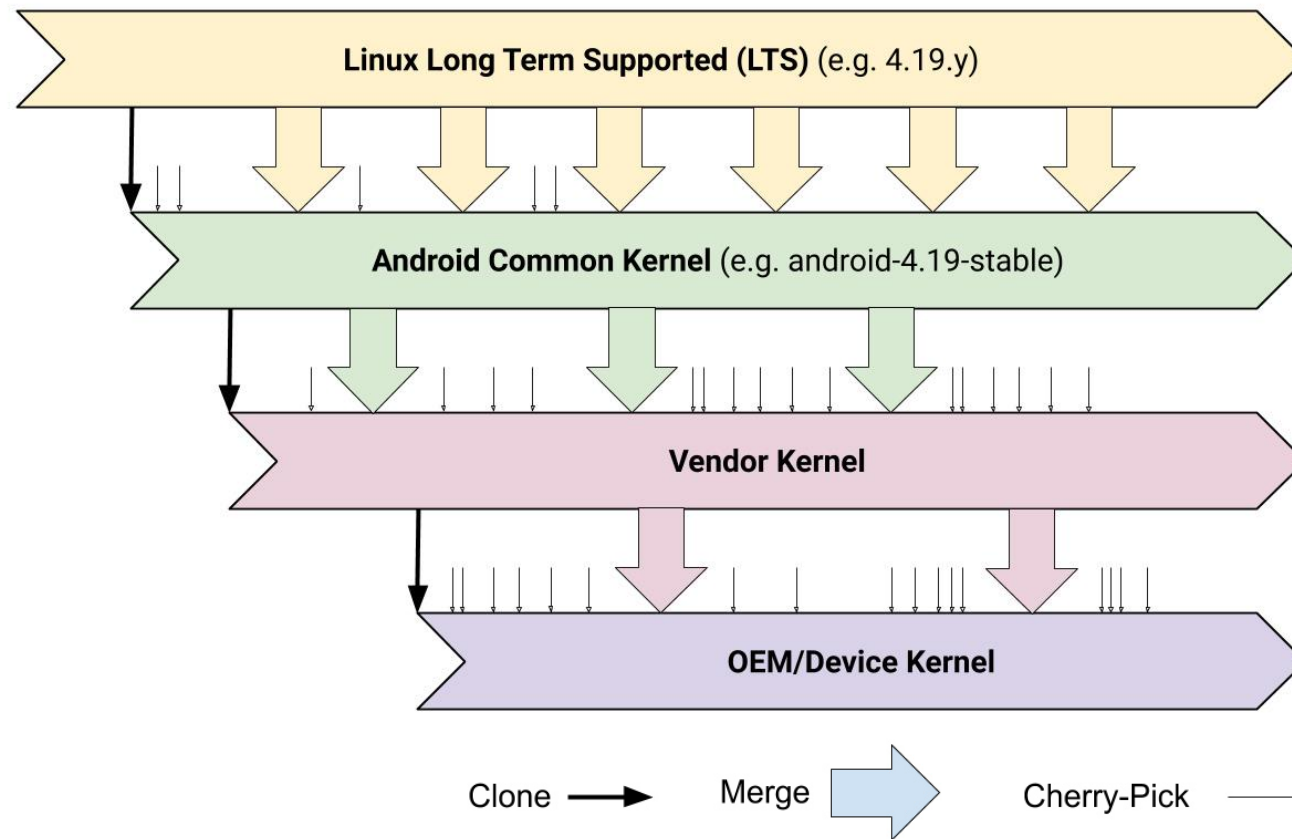 Linux Long Term Supported (LTS) (e.g. 4.19.y)
Android Common Kernel (e.g. android-4.19-stable)
Vendor Kernel
OEM/Device Kernel
Clone Merge Cherry-Pick